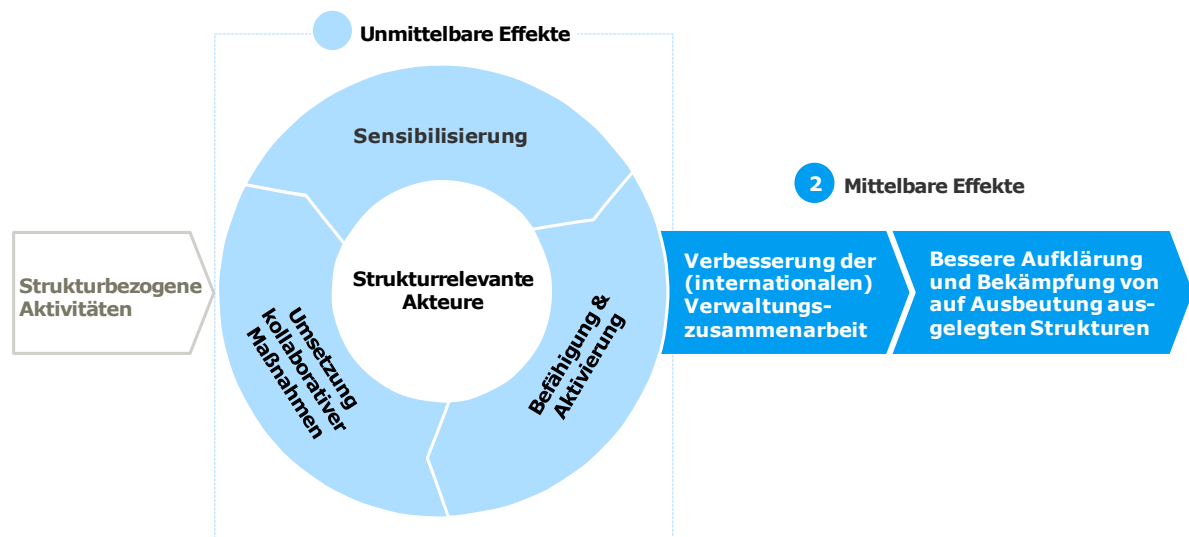 Unmittelbare Effekte
Sensibilisierung
2 Mittelbare Effekte
Strukturbezogene
Aktivitäten
Strukturrelevante
Akteure
Umsetzung
kollaborativer
Maßnahmen
Befähigung &
Aktivierung
Verbesserung der
(internationalen)
Verwaltungs-
zusammenarbeit
Bessere Aufklärung
und Bekämpfung von
auf Ausbeutung aus-
gelegten Strukturen